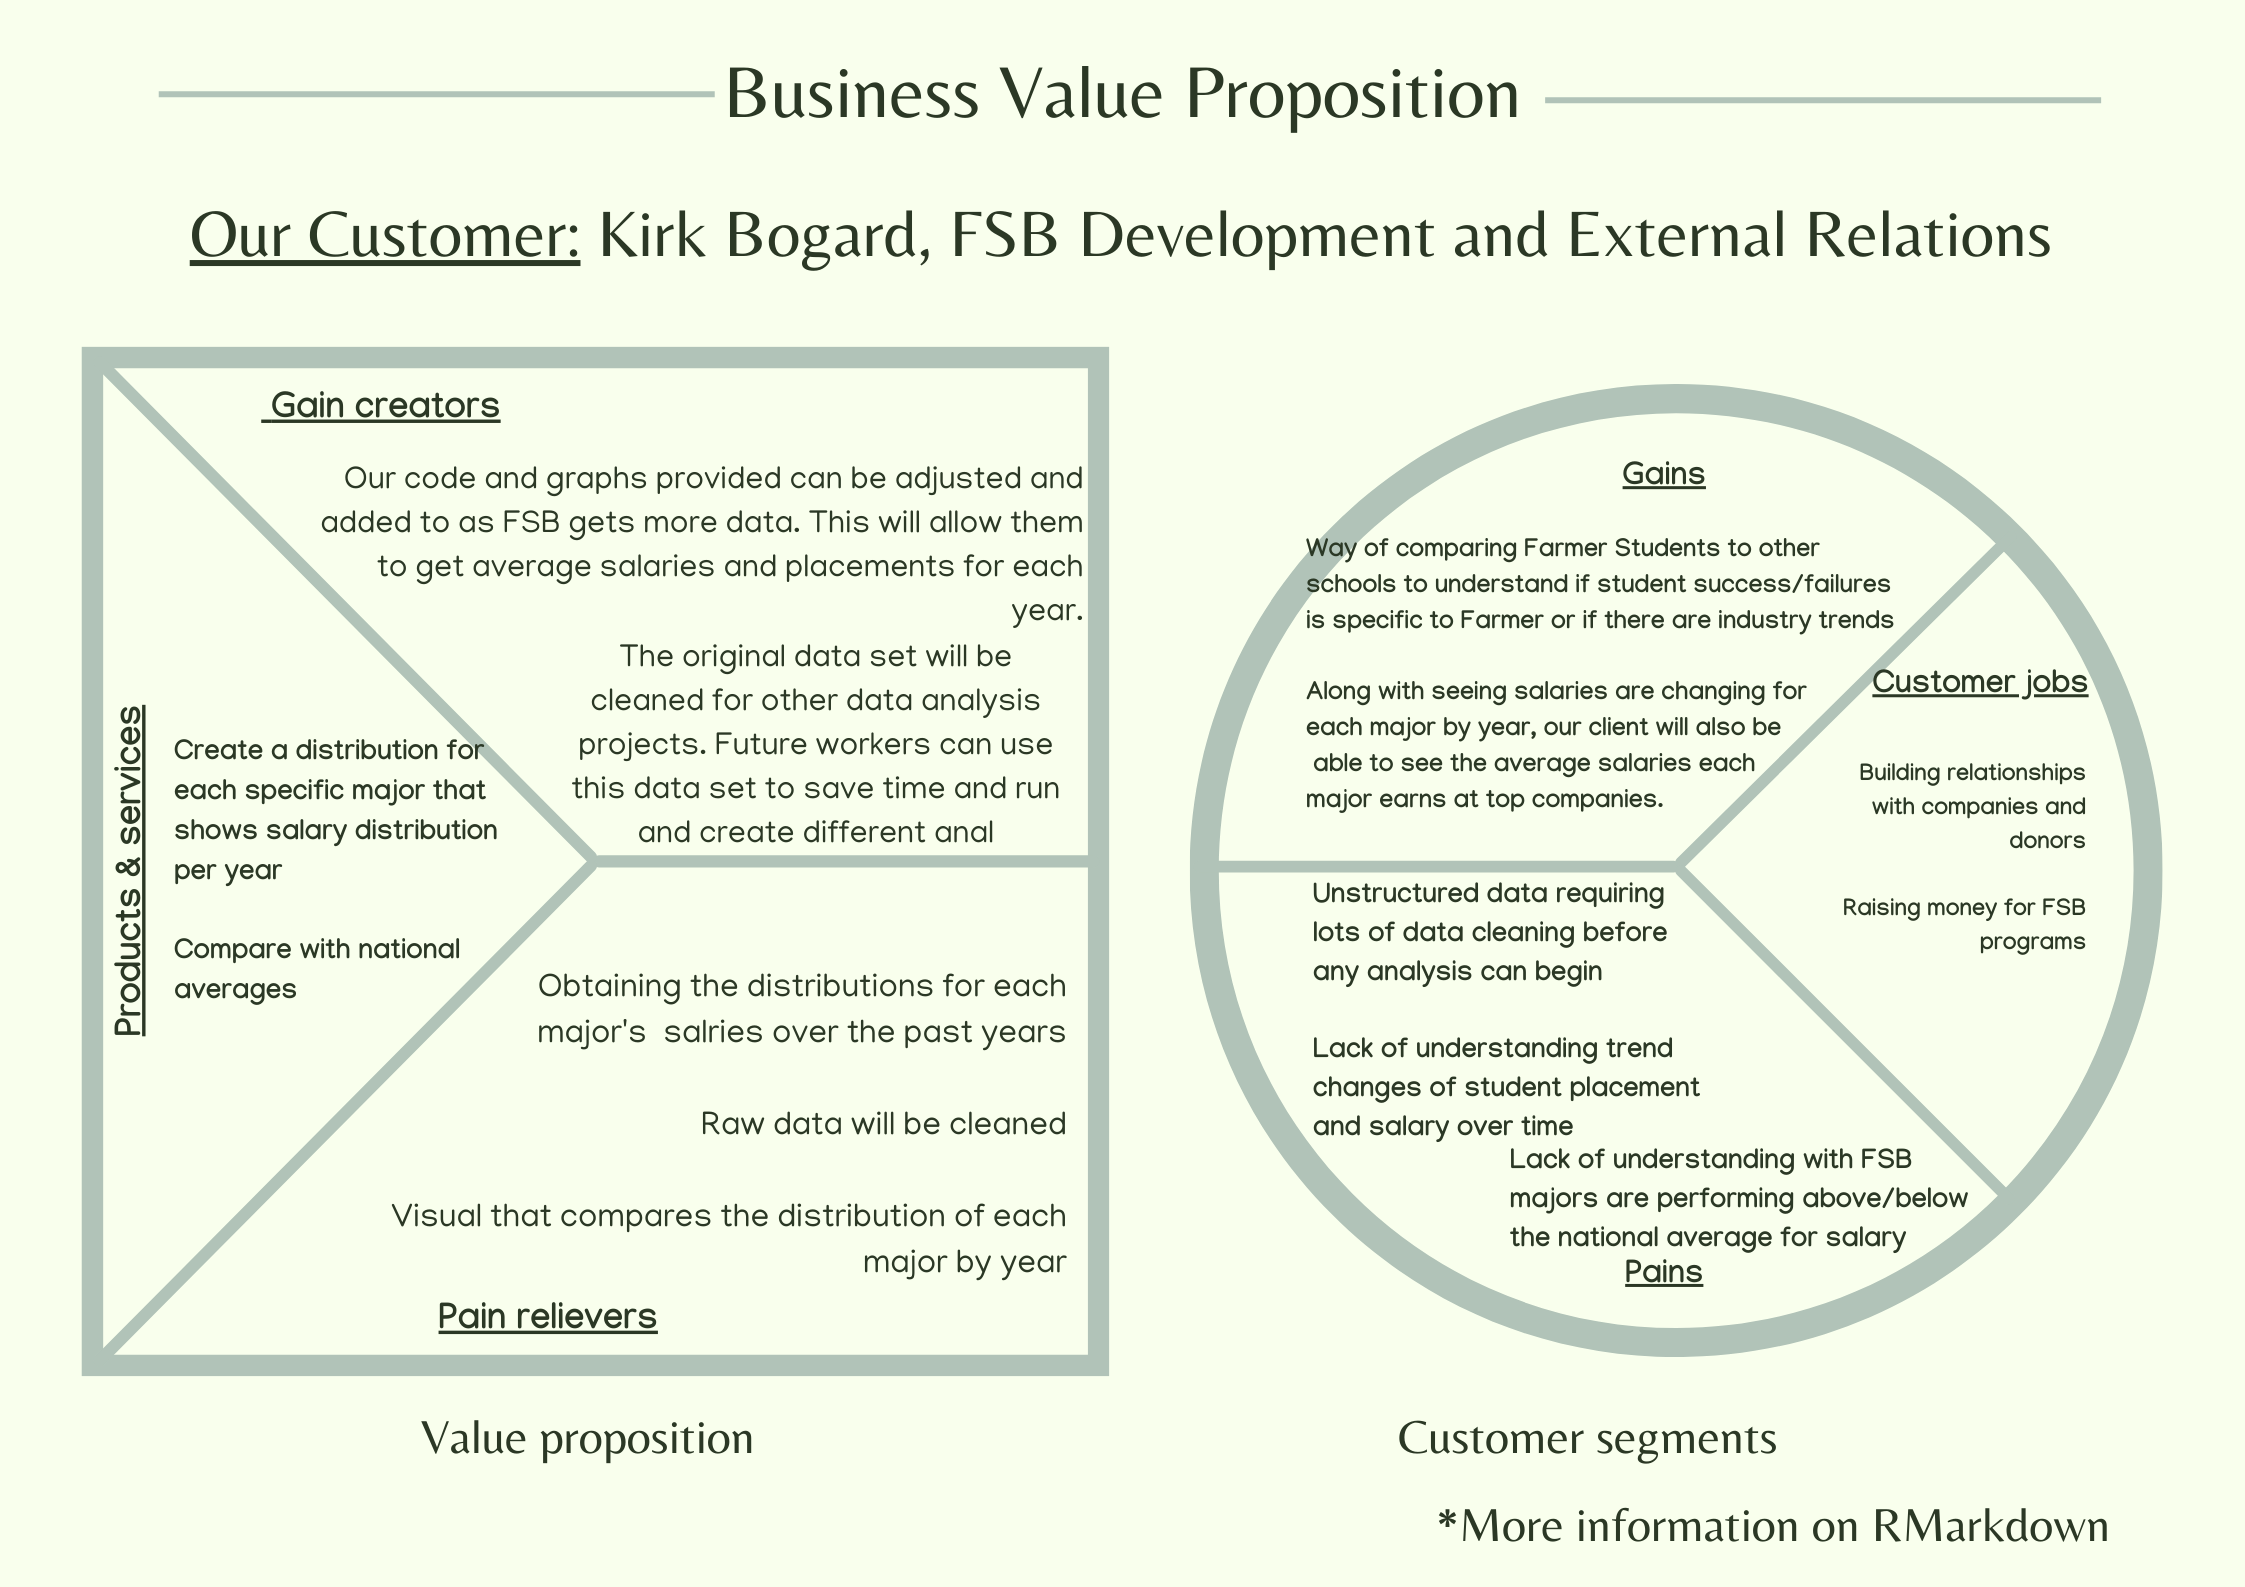 Business Value Proposition
Our Customer: Kirk Bogard, FSB Development and External Relations
Gain creators
Our code and graphs provided can be adjusted and
added to as FSB gets more data. This will allow them
to get average salaries and placements for each
year.
The original data set will be
cleaned for other data analysis
projects. Future workers can use
this data set to save time and run
and create different anal
Products & services
Create a distribution for
each specific major that
shows salary distribution
per year
Compare with national
averages
Obtaining the distributions for each
major's salries over the past years
Raw data will be cleaned
Visual that compares the distribution of each
major by year
Pain relievers
Value proposition
Gains
Way of comparing Farmer Students to other
schools to understand if student success/failures
is specific to Farmer or if there are industry trends
Along with seeing salaries are changing for
each major by year, our client will also be
able to see the average salaries each
major earns at top companies.
Customer jobs
Building relationships
with companies and
donors
Raising money for FSB
programs
Unstructured data requiring
lots of data cleaning before
any analysis can begin
Lack of understanding trend
changes of student placement
and salary over time
Lack of understanding with FSB
majors are performing above/below
the national average for salary
Pains
Customer segments
*More information on RMarkdown